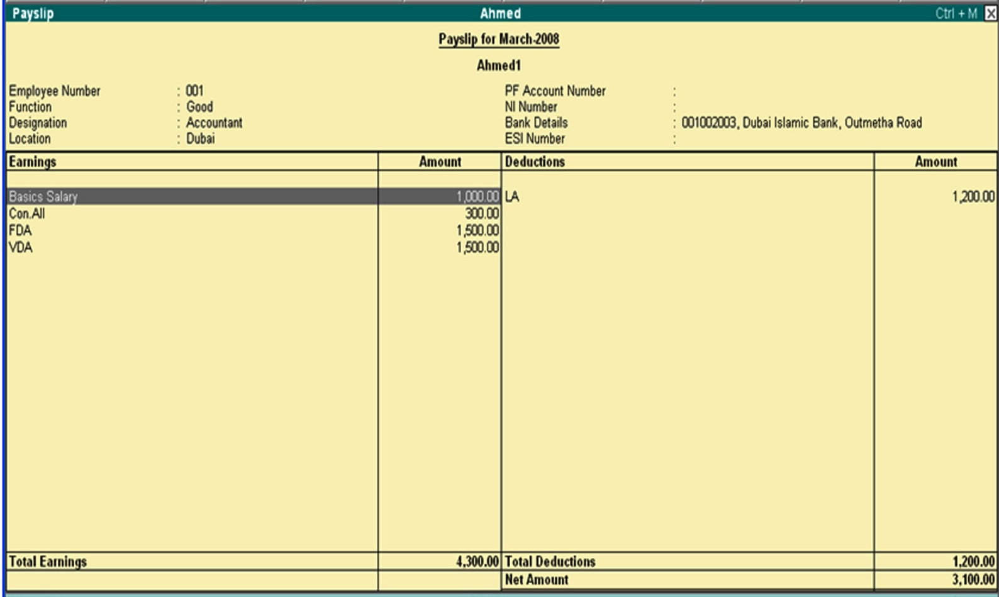 Payslip Ahmed Ctrl + M X
Payslip for March-2008
Ahmed1
Employee Number : 001 PF Account Number :
Function : Good NI Number :
Designation : Accountant Bank Details : 001002003, Dubai Islamic Bank, Outmetha Road
Location : Dubai ESI Number :
Earnings Amount Deductions Amount
Basics Salary 1,000.00 LA 1,200.00
Con.All 300.00
FDA 1,500.00
VDA 1,500.00
Total Earnings 4,300.00 Total Deductions 1,200.00
Net Amount 3,100.00